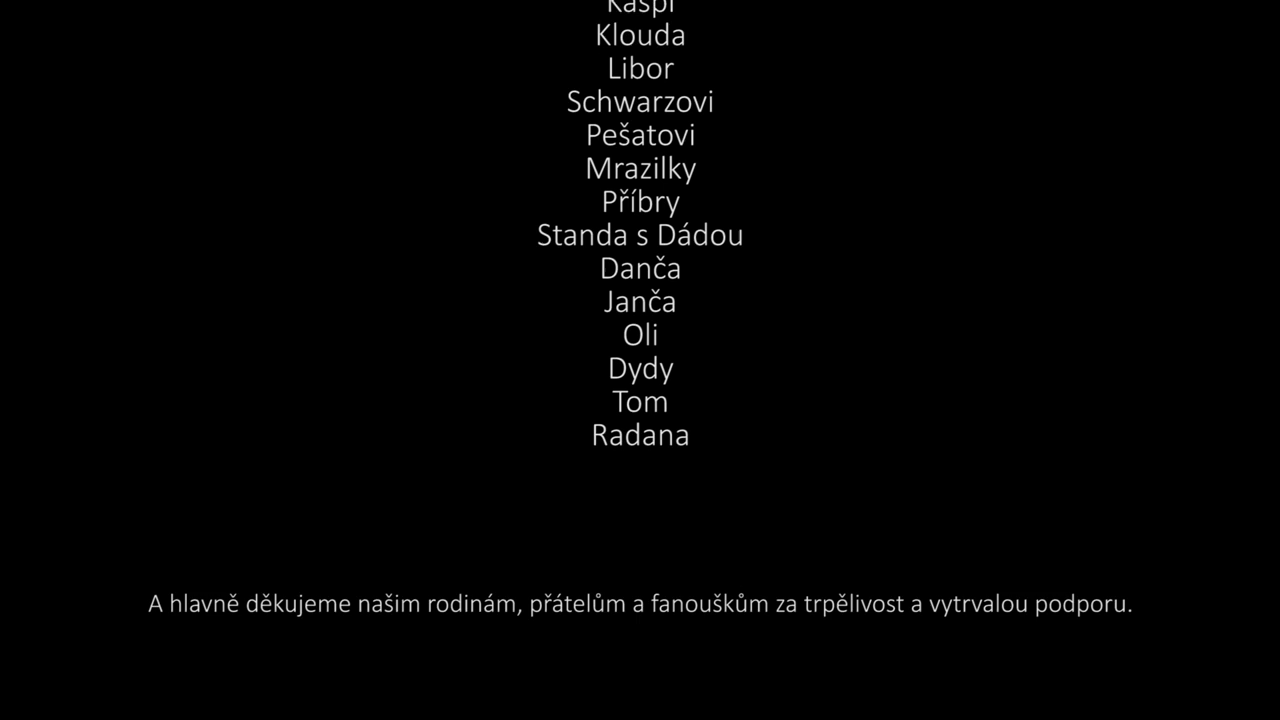 Kašpi
Klouda
Libor
Schwarzovi
Pešatovi
Mrazilky
Příbry
Standa s Dádou
Danča
Janča
Oli
Dydy
Tom
Radana
A hlavně děkujeme našim rodinám, přátelům a fanouškům za trpělivost a vytrvalou podporu.